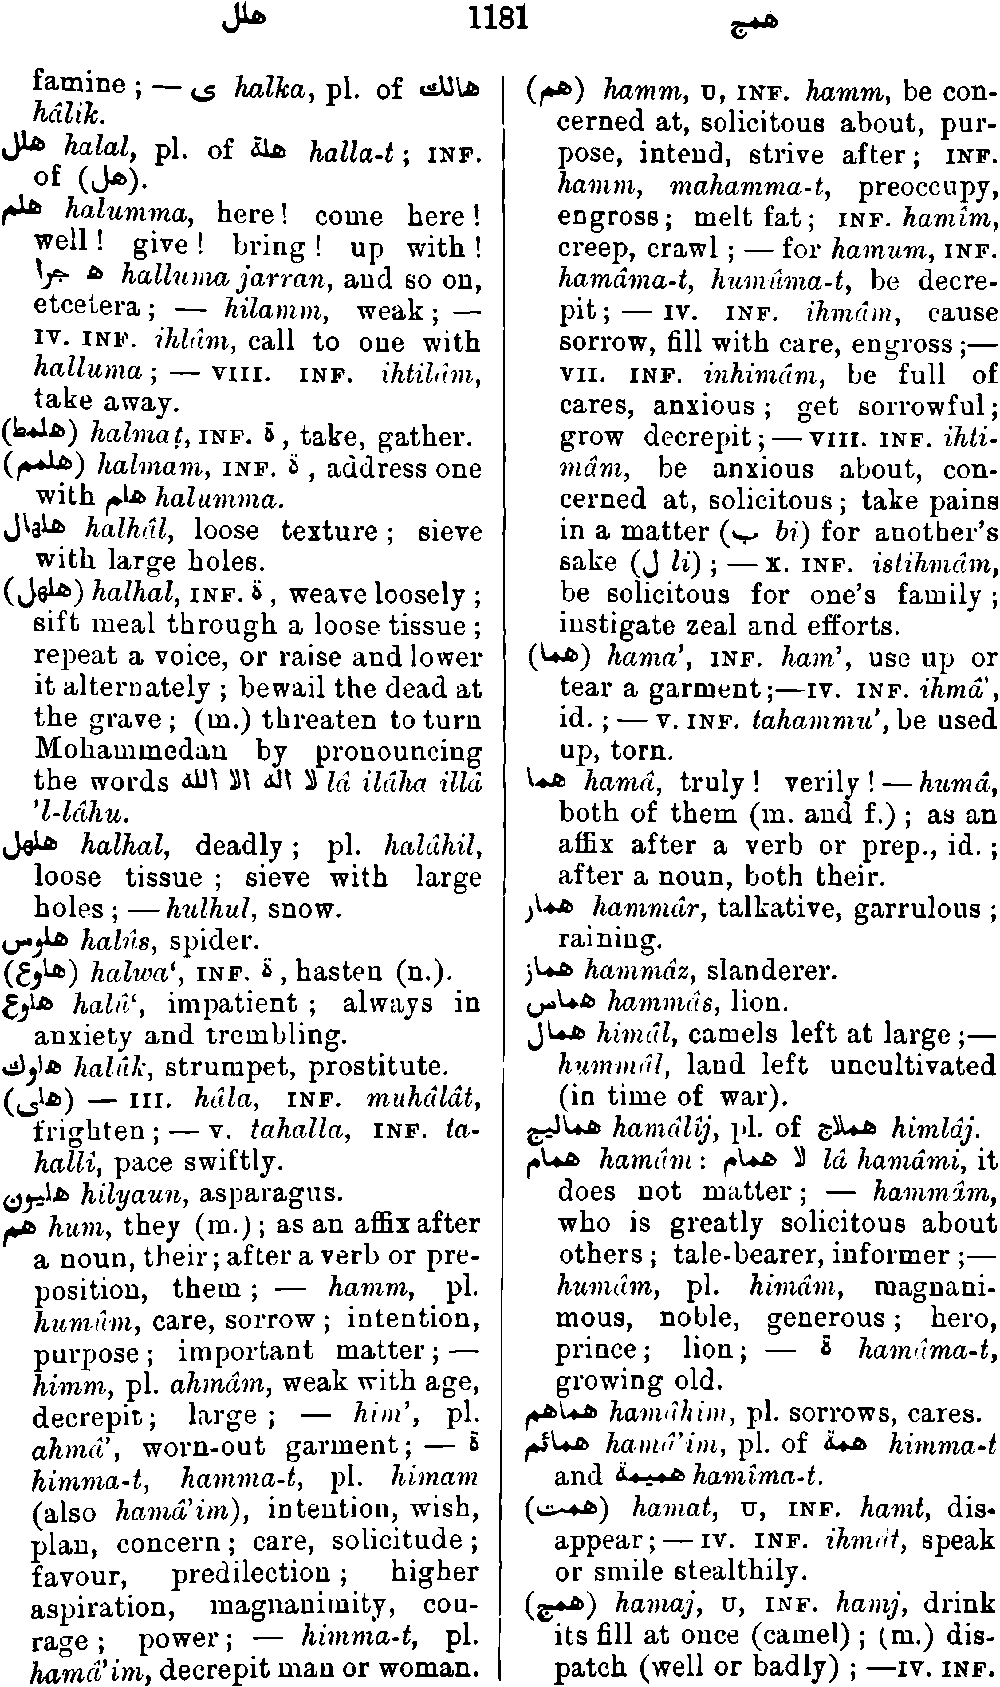 هلل 1181 همج
famine ; — ى halka, pl. of هالك
hâlik.
هلل halal, pl. of هلة halla-t ; INF.
of (هل).
هلم halumma, here! come here!
well! give! bring! up with!
ه جرا halluma jarran, and so on,
etcetera ; — hilamm, weak ; —
IV. INF. ihlâm, call to one with
halluma ; — VIII. INF. ihtilâm,
take away.
(هلمط) halmaṭ, INF. ة, take, gather.
(هلمم) halmam, INF. ة, address one
with هلم halumma.
هلهال halhâl, loose texture ; sieve
with large holes.
(هلهل) halhal, INF. ة, weave loosely ;
sift meal through a loose tissue ;
repeat a voice, or raise and lower
it alternately ; bewail the dead at
the grave ; (m.) threaten to turn
Mohammedan by pronouncing
the words لا اله الا الله lâ ilâha illâ
'l-lâhu.
هلهل halhal, deadly ; pl. halâhil,
loose tissue ; sieve with large
holes ; — hulhul, snow.
هلوس halûs, spider.
(هلوع) halwa‘, INF. ة, hasten (n.).
هلوع halû‘, impatient ; always in
anxiety and trembling.
هلوك halûk, strumpet, prostitute.
(هلى) — III. hâla, INF. muhâlât,
frighten ; — V. tahalla, INF. ta-
hallî, pace swiftly.
هليون hilyaun, asparagus.
هم hum, they (m.) ; as an affix after
a noun, their ; after a verb or pre-
position, them ; — hamm, pl.
humûm, care, sorrow ; intention,
purpose ; important matter ; —
himm, pl. ahmâm, weak with age,
decrepit ; large ; — him', pl.
ahmâ', worn-out garment ; — ة
himma-t, hamma-t, pl. himam
(also hamâ'im), intention, wish,
plan, concern ; care, solicitude ;
favour, predilection ; higher
aspiration, magnanimity, cou-
rage ; power ; — himma-t, pl.
hamâ'im, decrepit man or woman.
(هم) hamm, U, INF. hamm, be con-
cerned at, solicitous about, pur-
pose, intend, strive after ; INF.
hamm, mahamma-t, preoccupy,
engross ; melt fat ; INF. hamîm,
creep, crawl ; — for hamum, INF.
hamâma-t, humûma-t, be decre-
pit ; — IV. INF. ihmâm, cause
sorrow, fill with care, engross ;—
VII. INF. inhimâm, be full of
cares, anxious ; get sorrowful ;
grow decrepit ; — VIII. INF. ihti-
mâm, be anxious about, con-
cerned at, solicitous ; take pains
in a matter (ب bi) for another's
sake (ل li) ; — X. INF. istihmâm,
be solicitous for one's family ;
instigate zeal and efforts.
(هما) hama', INF. ham', use up or
tear a garment ;—IV. INF. ihmâ',
id. ; — V. INF. tahammu', be used
up, torn.
هما hamâ, truly! verily! — humâ,
both of them (m. and f.) ; as an
affix after a verb or prep., id. ;
after a noun, both their.
همار hammâr, talkative, garrulous ;
raining.
هماز hammâz, slanderer.
هماس hammâs, lion.
همال himâl, camels left at large ;—
hummâl, land left uncultivated
(in time of war).
هماليج hamâlîj, pl. of هملاج himlâj.
همام hamâm : لا همام lâ hamâmi, it
does not matter ; — hammâm,
who is greatly solicitous about
others ; tale-bearer, informer ;—
humâm, pl. himâm, magnani-
mous, noble, generous ; hero,
prince ; lion ; — ة hamâma-t,
growing old.
هماهم hamâhim, pl. sorrows, cares.
همائم hamâ'im, pl. of همة himma-t
and هميمة hamîma-t.
(همت) hamat, U, INF. hamt, dis-
appear ; — IV. INF. ihmât, speak
or smile stealthily.
(همج) hamaj, U, INF. hamj, drink
its fill at once (camel) ; (m.) dis-
patch (well or badly) ; —IV. INF.